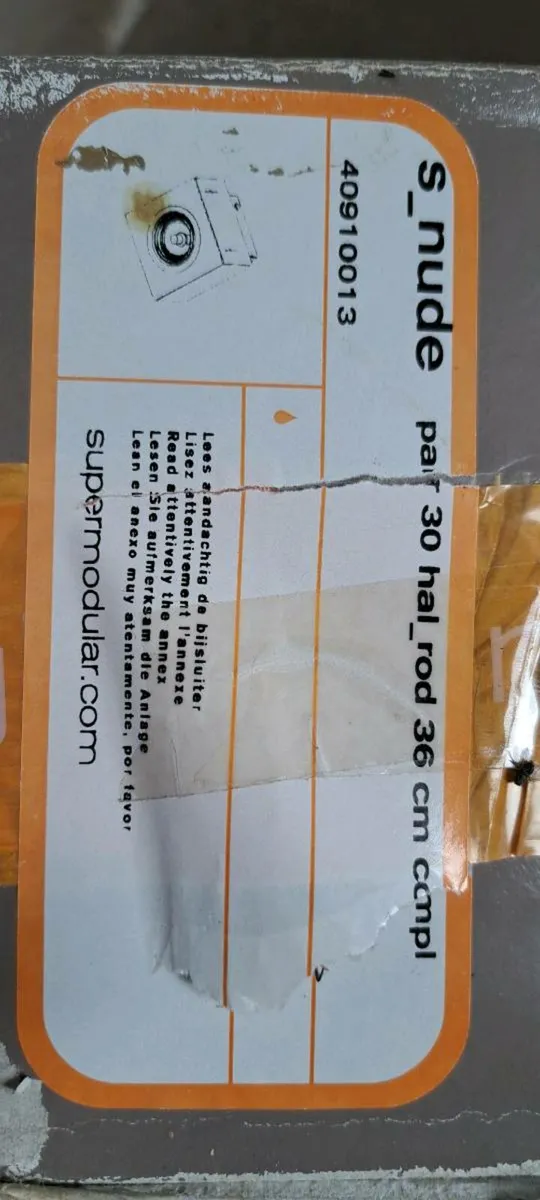 s_nude par 30 hal_rod 36 cm compl
40910013
Lees aandachtig de bijsluiter
Lisez attentivement l'annexe
Read attentively the annex
Lesen Sie aufmerksam die Anlage
Lean el anexo muy atentamente, por favor
supermodular.com